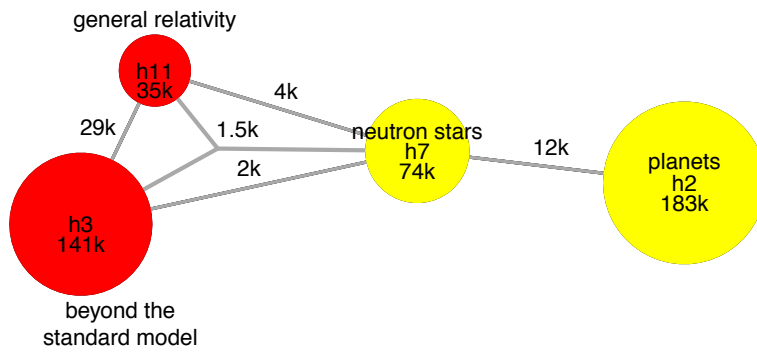 general relativity
h11
35k
4k
29k
1.5k
neutron stars
h7
74k
12k
planets
h2
183k
2k
h3
141k
beyond the
standard model